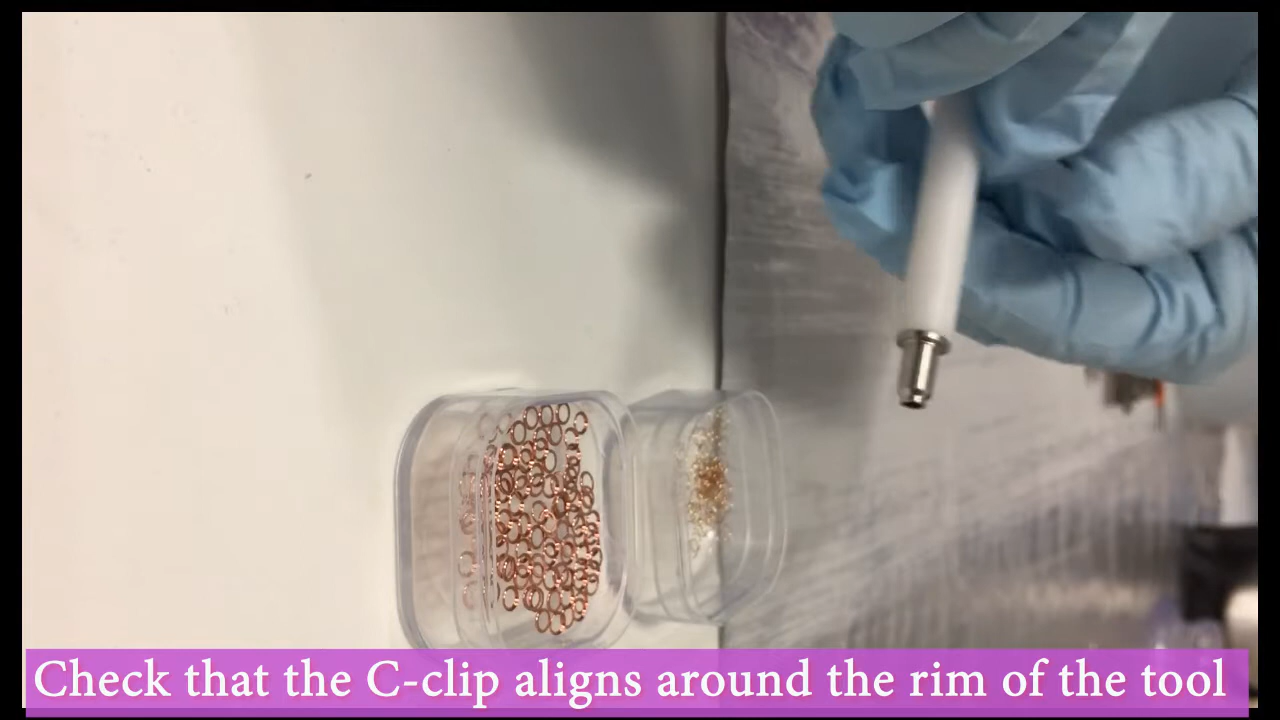 Check that the C-clip aligns around the rim of the tool